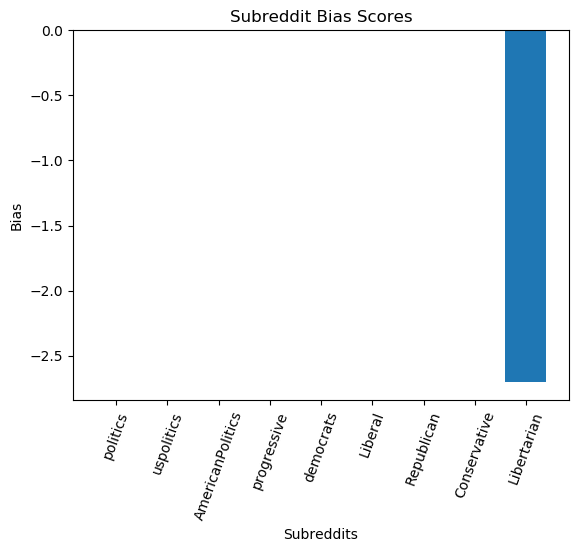 Subreddit Bias Scores
0.0
−0.5
−1.0
−1.5
−2.0
−2.5
Bias
politics
uspolitics
AmericanPolitics
progressive
democrats
Liberal
Republican
Conservative
Libertarian
Subreddits